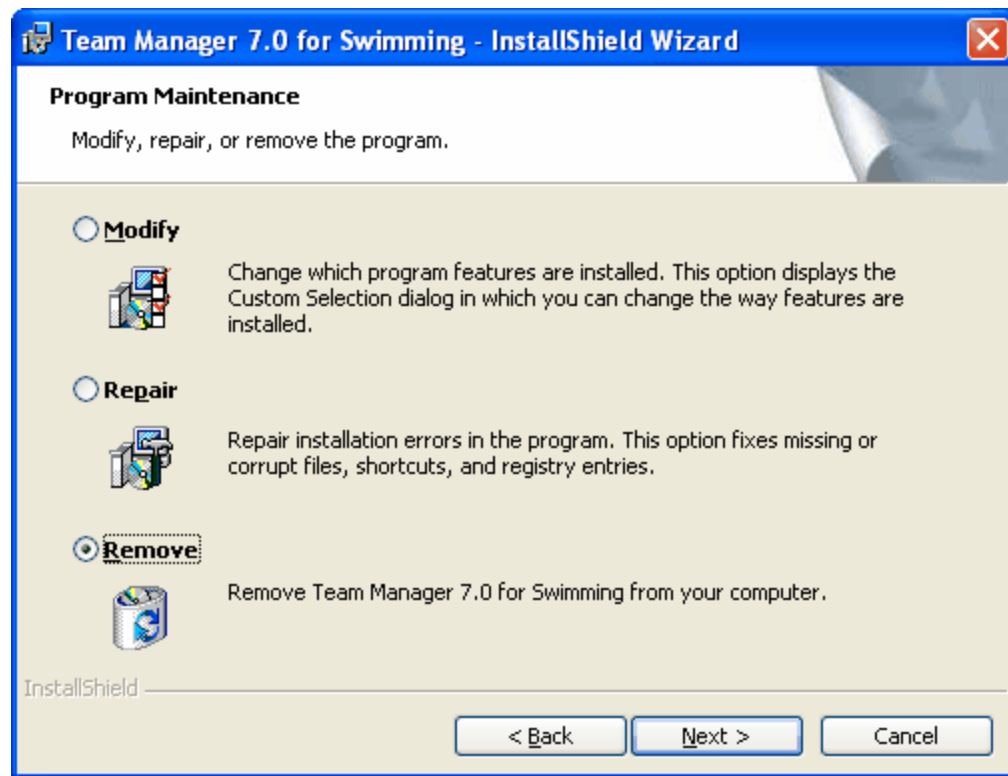 Team Manager 7.0 for Swimming - InstallShield Wizard
Program Maintenance
Modify, repair, or remove the program.
Modify
Change which program features are installed. This option displays the
Custom Selection dialog in which you can change the way features are
installed.
Repair
Repair installation errors in the program. This option fixes missing or
corrupt files, shortcuts, and registry entries.
Remove
Remove Team Manager 7.0 for Swimming from your computer.
InstallShield
< Back Next > Cancel